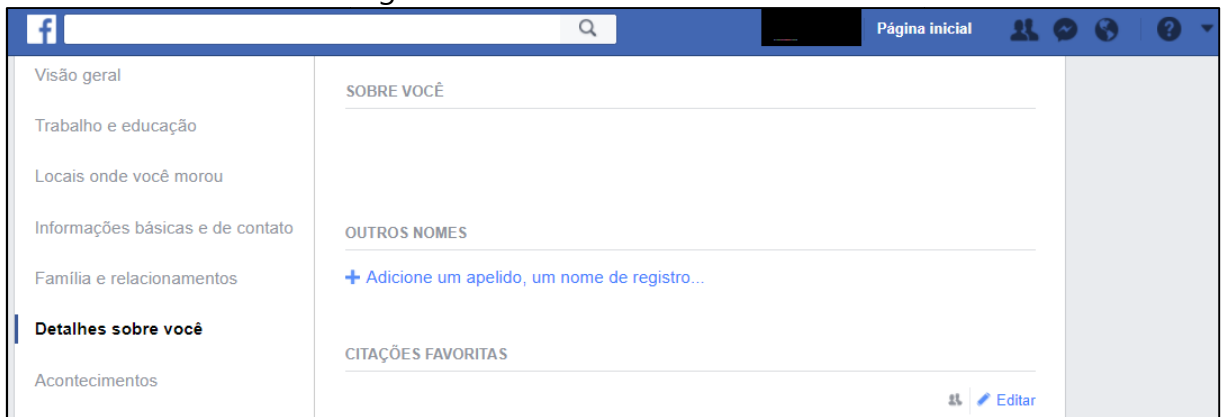 f
Página inicial
Visão geral
Trabalho e educação
Locais onde você morou
Informações básicas e de contato
Família e relacionamentos
Detalhes sobre você
Acontecimentos
SOBRE VOCÊ
OUTROS NOMES
+ Adicione um apelido, um nome de registro...
CITAÇÕES FAVORITAS
Editar